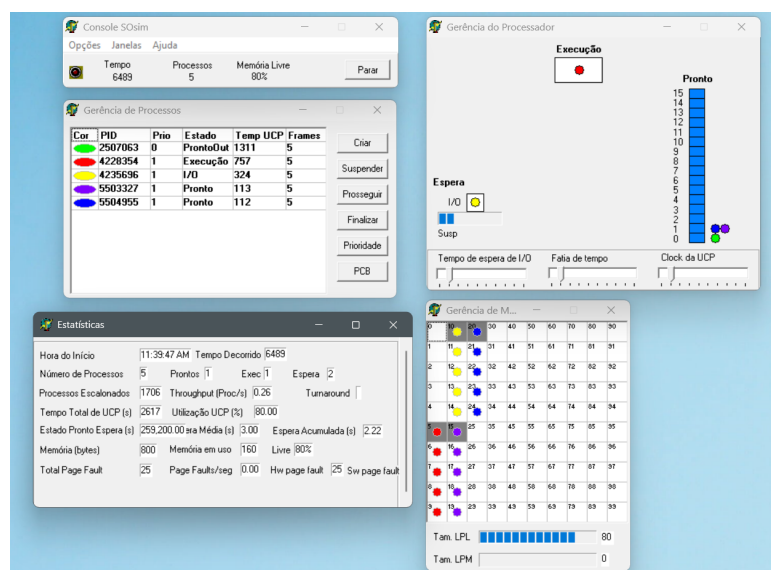 Console SOsim
Opções Janelas Ajuda
Tempo Processos Memória Livre
6489 5 80% Parar
Gerência de Processos
Cor PID Prio Estado Temp UCP Frames
2507063 0 ProntoOut 1311 5
4228354 1 Execução 757 5
4235696 1 I/O 324 5
5503327 1 Pronto 113 5
5504955 1 Pronto 112 5
Criar
Suspender
Prosseguir
Finalizar
Prioridade
PCB
Estatísticas
Hora do Início 11:39:47 AM Tempo Decorrido 6489
Número de Processos 5 Prontos 1 Exec 1 Espera 2
Processos Escalonados 1706 Throughput (Proc/s) 0.26 Turnaround
Tempo Total de UCP (s) 2617 Utilização UCP (%) 80.00
Estado Pronto Espera (s) 259,200.00 era Média (s) 3.00 Espera Acumulada (s) 2.22
Memória (bytes) 800 Memória em uso 160 Livre 80%
Total Page Fault 25 Page Faults/seg 0.00 Hw page fault 25 Sw page fault
Gerência do Processador
Execução
Pronto
15
14
13
12
11
10
9
8
7
6
5
4
3
2
1
0
Espera
I/O
Susp
Tempo de espera de I/O Fatia de tempo Clock da UCP
Gerência de M...
0 10 20 30 40 50 60 70 80 90
1 11 21 31 41 51 61 71 81 91
2 12 22 32 42 52 62 72 82 92
3 13 23 33 43 53 63 73 83 93
4 14 24 34 44 54 64 74 84 94
5 15 25 35 45 55 65 75 85 95
6 16 26 36 46 56 66 76 86 96
7 17 27 37 47 57 67 77 87 97
8 18 28 38 48 58 68 78 88 98
9 19 29 39 49 59 69 79 89 99
Tam. LPL 80
Tam. LPM 0